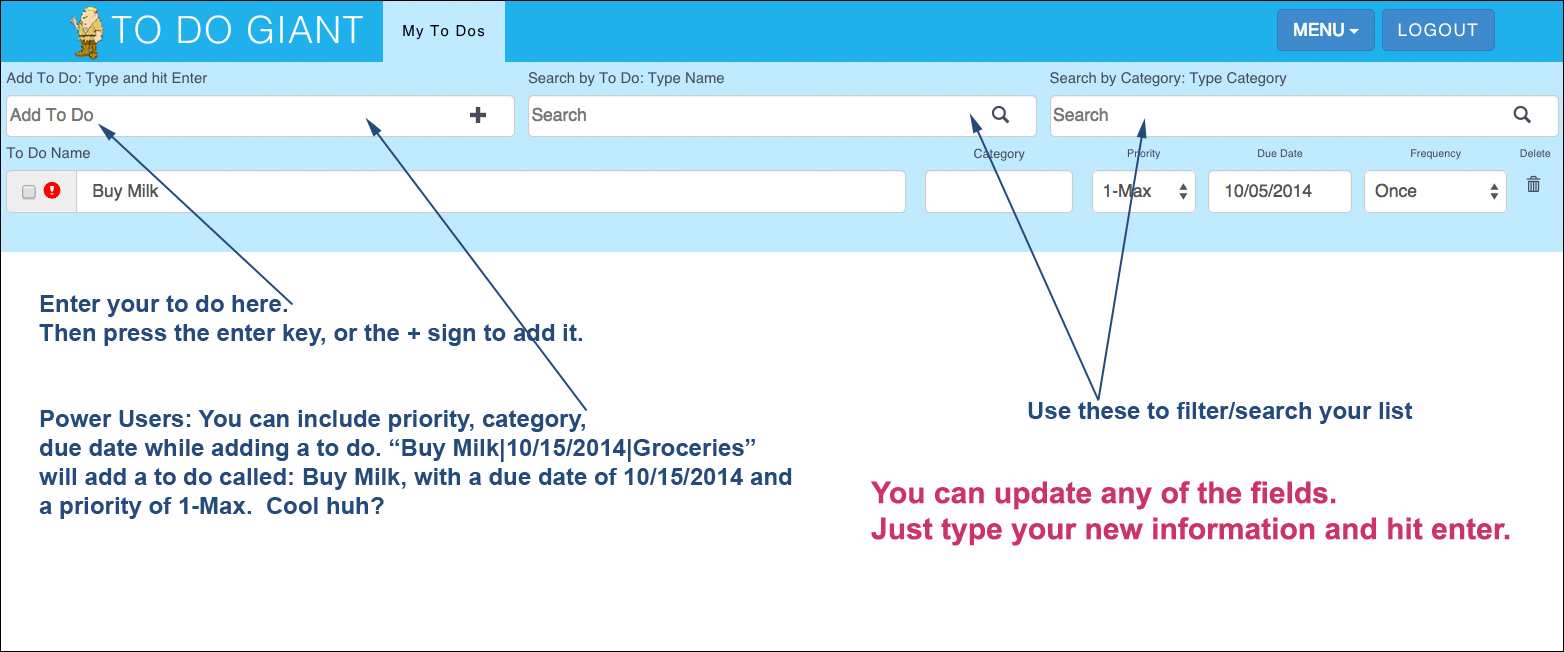 TO DO GIANT
My To Dos
MENU
LOGOUT
Add To Do: Type and hit Enter
Search by To Do: Type Name
Search by Category: Type Category
Add To Do
Search
Search
To Do Name
Category
Priority
Due Date
Frequency
Delete
Buy Milk
1-Max
10/05/2014
Once
Enter your to do here.
Then press the enter key, or the + sign to add it.
Power Users: You can include priority, category,
due date while adding a to do. “Buy Milk|10/15/2014|Groceries”
will add a to do called: Buy Milk, with a due date of 10/15/2014 and
a priority of 1-Max.  Cool huh?
Use these to filter/search your list
You can update any of the fields.
Just type your new information and hit enter.